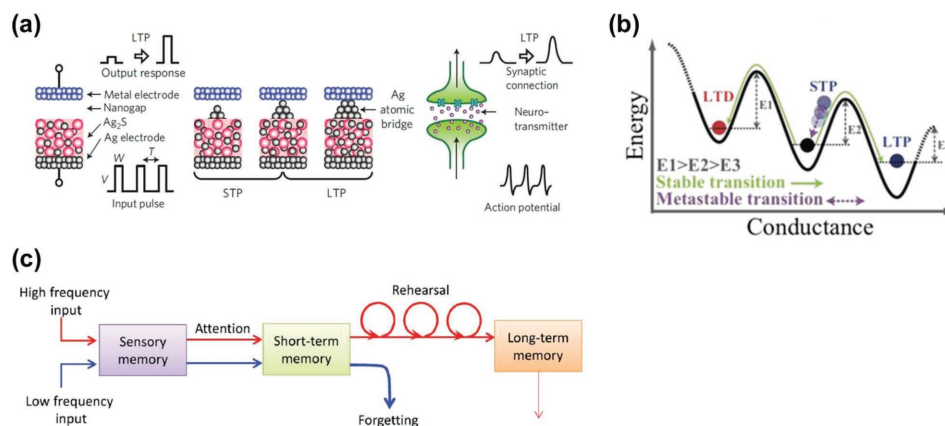 (a)
LTP
Output response
Metal electrode
Nanogap
Ag2S
Ag electrode
W
T
V
Input pulse
STP
LTP
Ag
atomic
bridge
LTP
Synaptic
connection
Neuro-
transmitter
Action potential
(b)
Energy
LTD
E1
STP
E2
LTP
E1>E2>E3
Stable transition
Metastable transition
Conductance
(c)
High frequency
input
Low frequency
input
Sensory
memory
Attention
Short-term
memory
Rehearsal
Forgetting
Long-term
memory